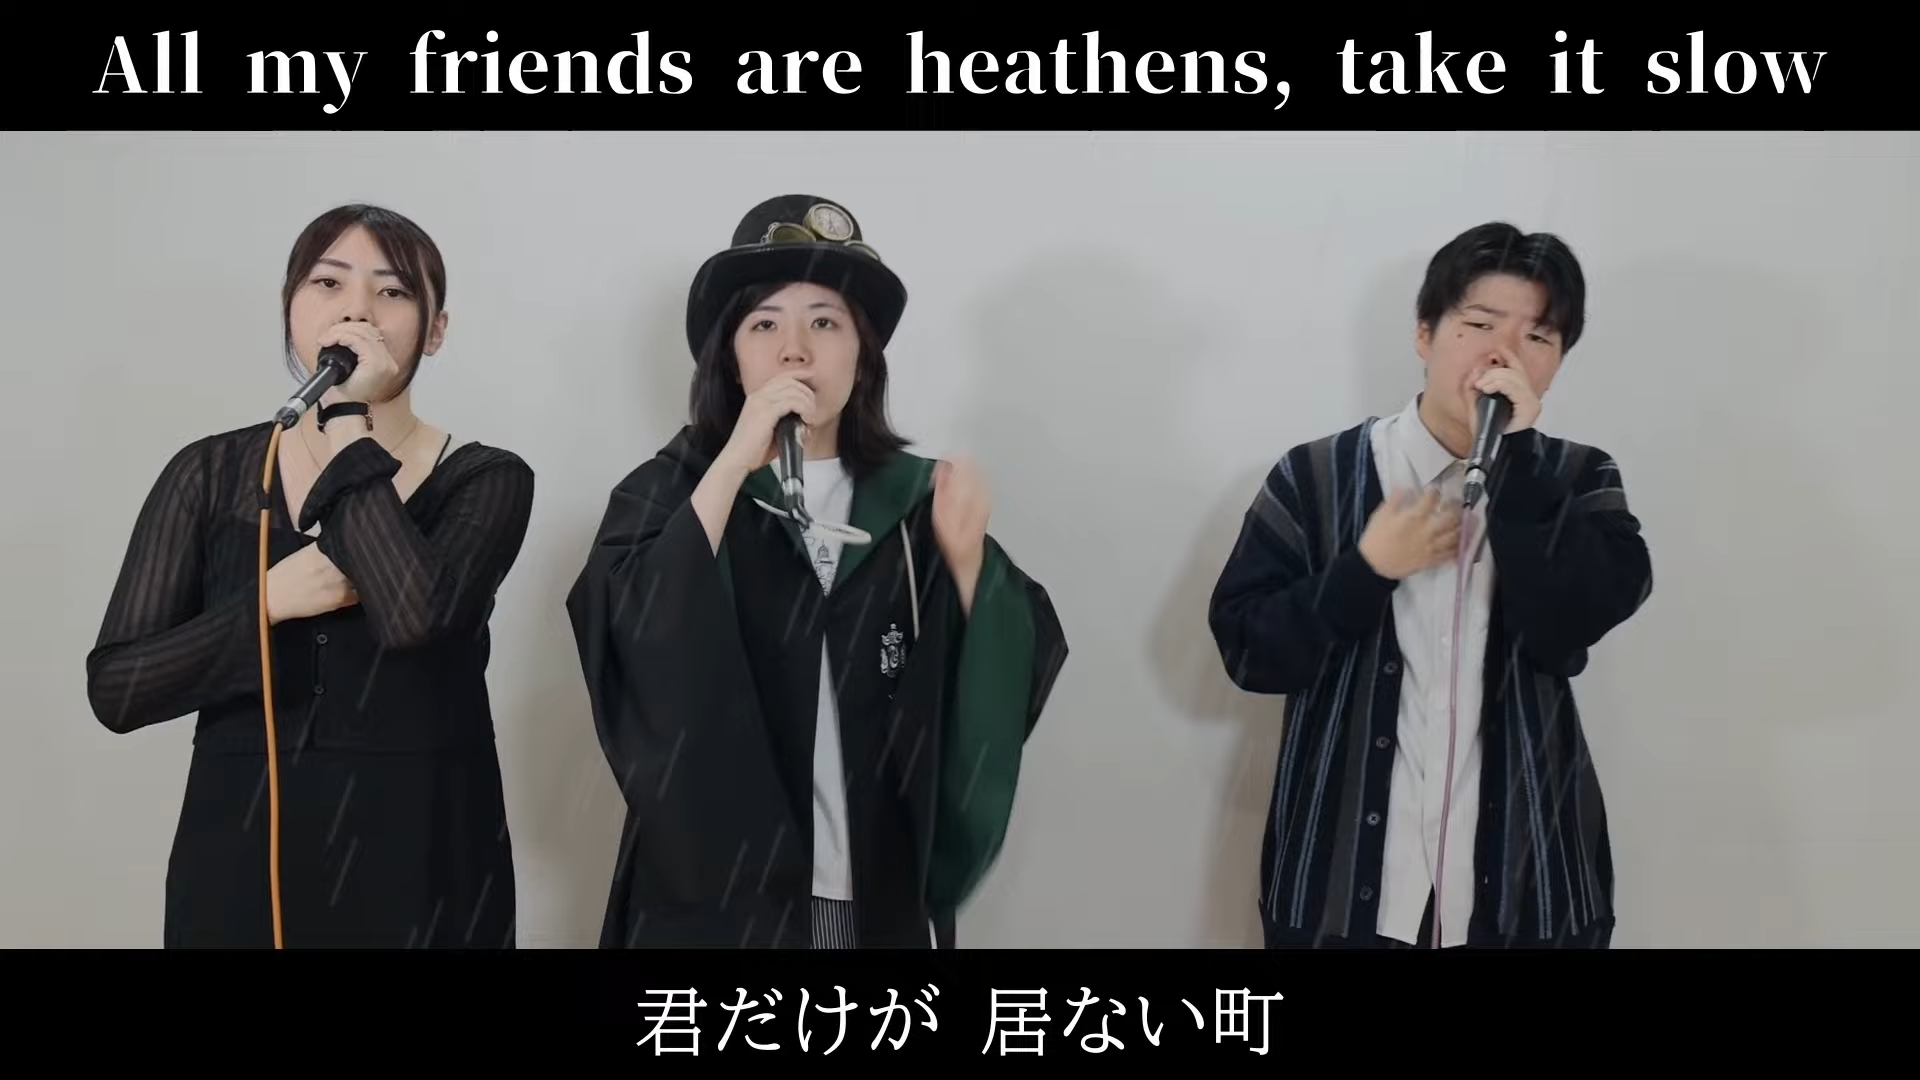 All my friends are heathens, take it slow
君だけが 居ない町